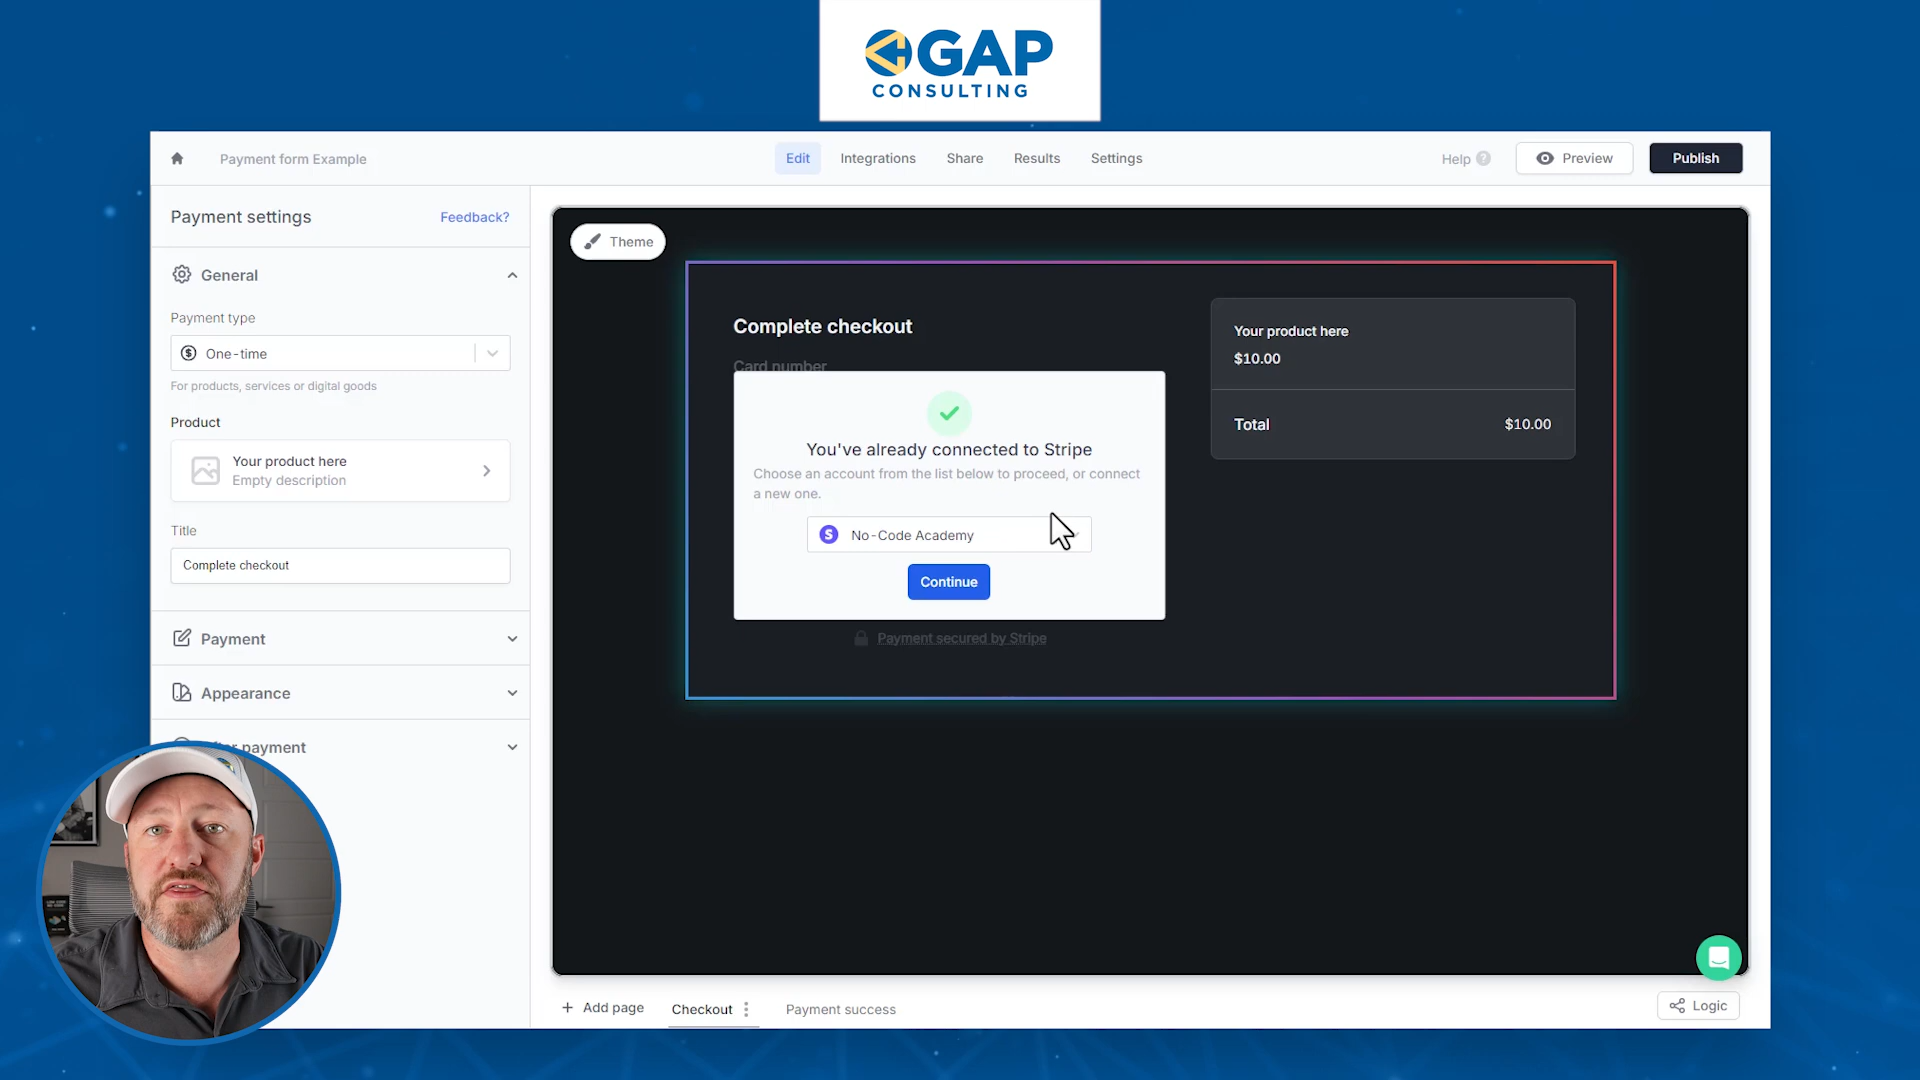 GAP
CONSULTING
Payment form Example
Edit
Integrations
Share
Results
Settings
Help
Preview
Publish
Payment settings
Feedback?
Theme
General
Payment type
One-time
For products, services or digital goods
Product
Your product here
Empty description
Title
Complete checkout
Payment
Appearance
payment
Complete checkout
Card number
You've already connected to Stripe
Choose an account from the list below to proceed, or connect
a new one.
S No-Code Academy
Continue
Payment secured by Stripe
Your product here
$10.00
Total $10.00
+ Add page
Checkout
Payment success
Logic